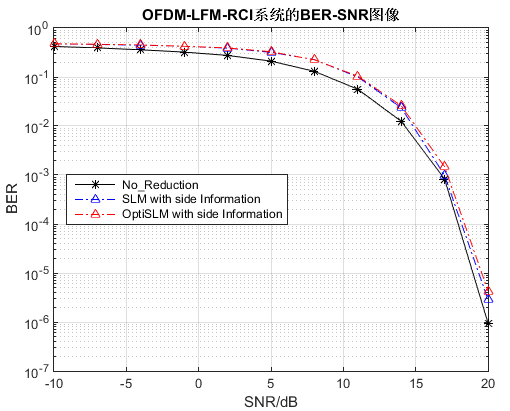 OFDM-LFM-RCI系统的BER-SNR图像
10^0
10^-1
10^-2
10^-3
10^-4
10^-5
10^-6
10^-7
BER
No_Reduction
SLM with side Information
OptiSLM with side Information
-10 -5 0 5 10 15 20
SNR/dB